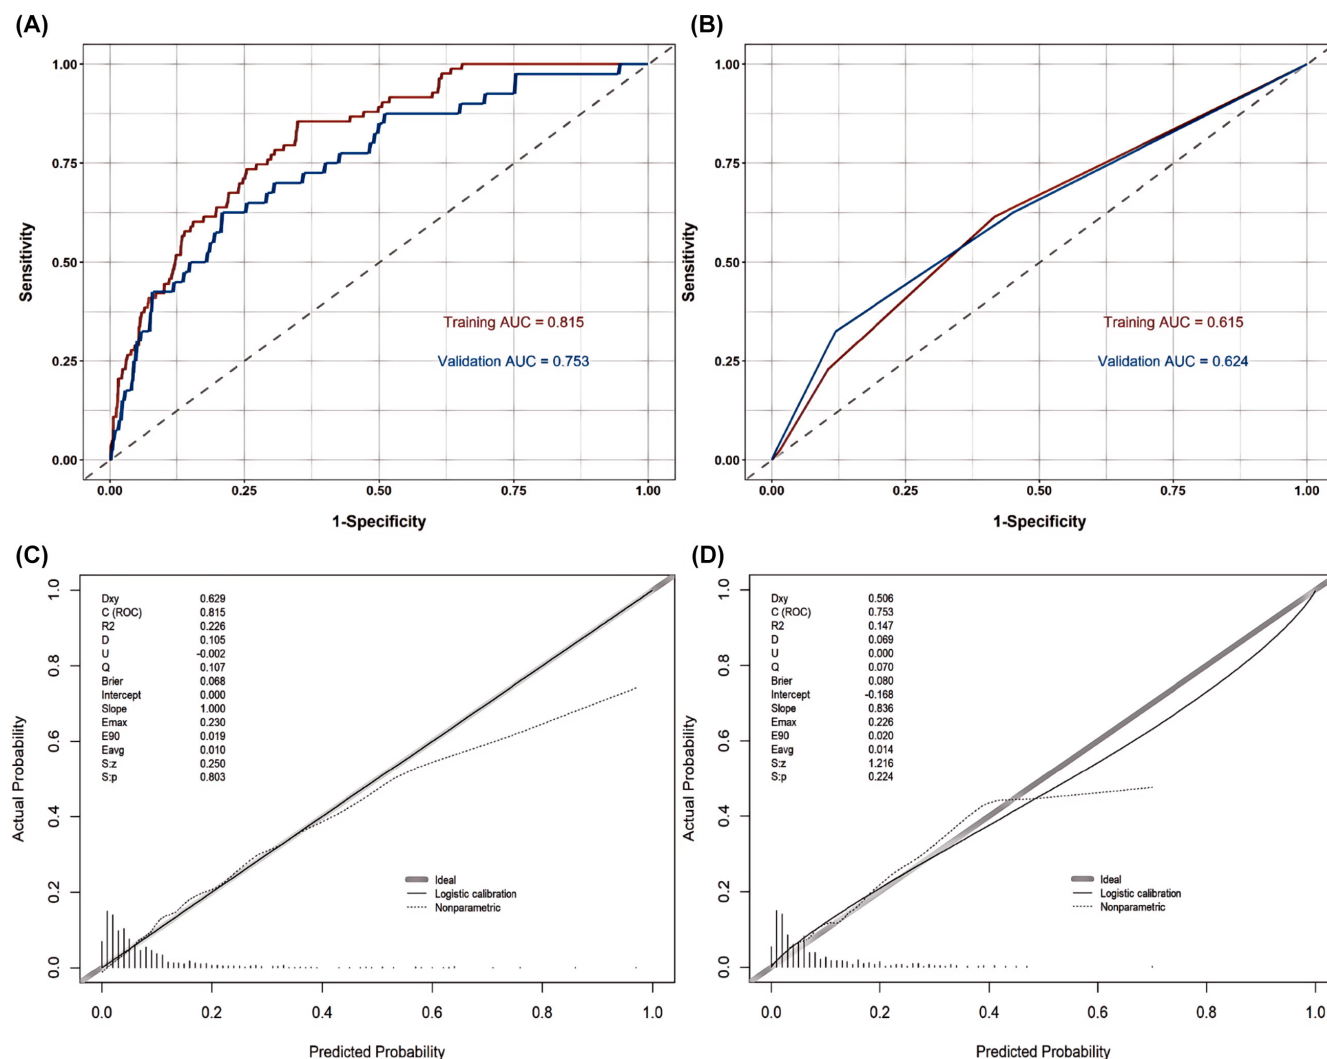 (A)
1.00
0.75
0.50
0.25
0.00
Sensitivity
Training AUC = 0.815
Validation AUC = 0.753
0.00 0.25 0.50 0.75 1.00
1-Specificity
(B)
1.00
0.75
0.50
0.25
0.00
Sensitivity
Training AUC = 0.615
Validation AUC = 0.624
0.00 0.25 0.50 0.75 1.00
1-Specificity
(C)
1.0
0.8
0.6
0.4
0.2
0.0
Actual Probability
Dxy 0.629
C (ROC) 0.815
R2 0.226
D 0.105
U -0.002
Q 0.107
Brier 0.068
Intercept 0.000
Slope 1.000
Emax 0.230
E90 0.019
Eavg 0.010
S:z 0.250
S:p 0.803
Ideal
Logistic calibration
Nonparametric
0.0 0.2 0.4 0.6 0.8 1.0
Predicted Probability
(D)
1.0
0.8
0.6
0.4
0.2
0.0
Actual Probability
Dxy 0.506
C (ROC) 0.753
R2 0.147
D 0.069
U 0.000
Q 0.070
Brier 0.080
Intercept -0.168
Slope 0.836
Emax 0.226
E90 0.020
Eavg 0.014
S:z 1.216
S:p 0.224
Ideal
Logistic calibration
Nonparametric
0.0 0.2 0.4 0.6 0.8 1.0
Predicted Probability